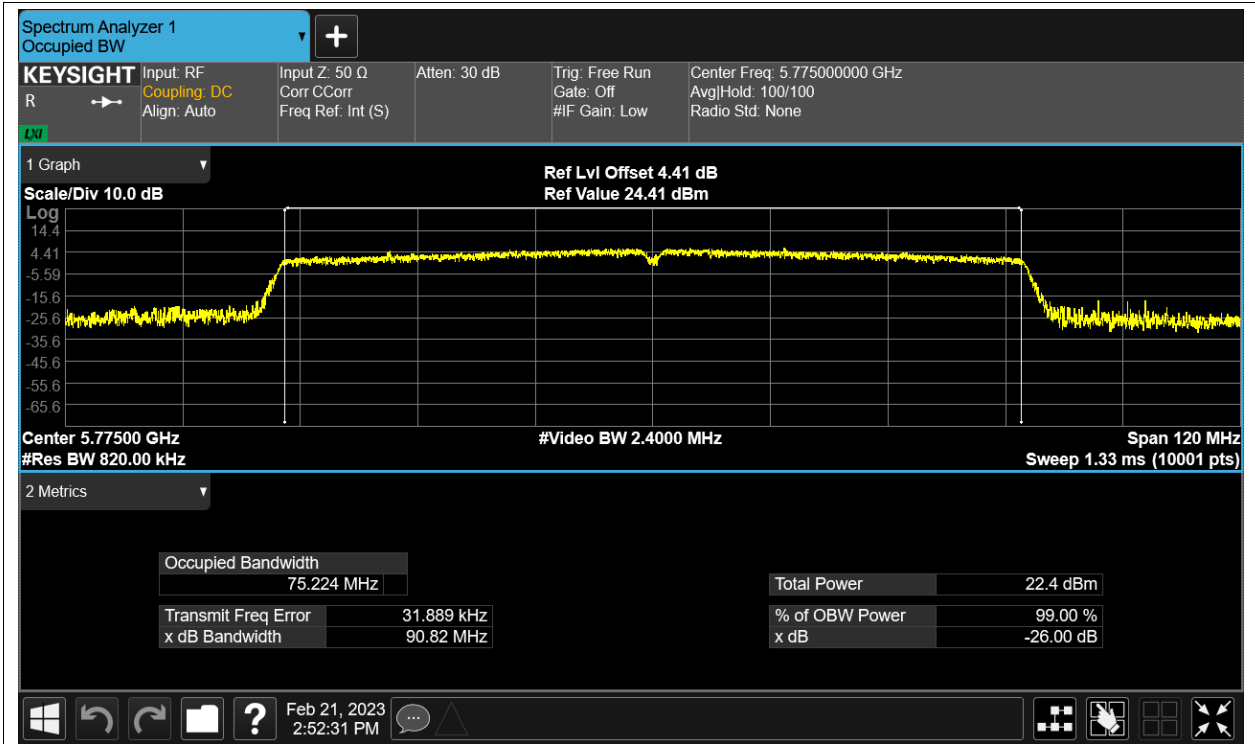 Spectrum Analyzer 1
Occupied BW
▼
+
KEYSIGHT
R
LXI
Input: RF
Coupling: DC
Align: Auto
Input Z: 50 Ω
Corr CCorr
Freq Ref: Int (S)
Atten: 30 dB
Trig: Free Run
Gate: Off
#IF Gain: Low
Center Freq: 5.775000000 GHz
Avg|Hold: 100/100
Radio Std: None
1 Graph ▼
Scale/Div 10.0 dB
Ref Lvl Offset 4.41 dB
Ref Value 24.41 dBm
Log
14.4
4.41
-5.59
-15.6
-25.6
-35.6
-45.6
-55.6
-65.6
Center 5.77500 GHz
#Res BW 820.00 kHz
#Video BW 2.4000 MHz
Span 120 MHz
Sweep 1.33 ms (10001 pts)
2 Metrics ▼
Occupied Bandwidth
75.224 MHz
Transmit Freq Error 31.889 kHz
x dB Bandwidth 90.82 MHz
Total Power 22.4 dBm
% of OBW Power 99.00 %
x dB -26.00 dB
?
Feb 21, 2023
2:52:31 PM